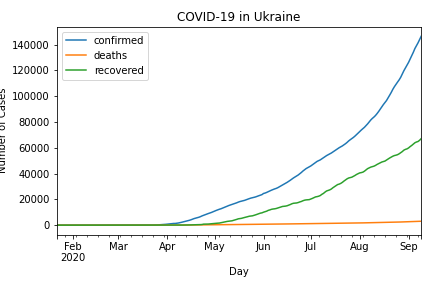 COVID-19 in Ukraine
confirmed
deaths
recovered
140000
120000
100000
80000
60000
40000
20000
0
Number of Cases
Feb Mar Apr May Jun Jul Aug Sep
2020
Day